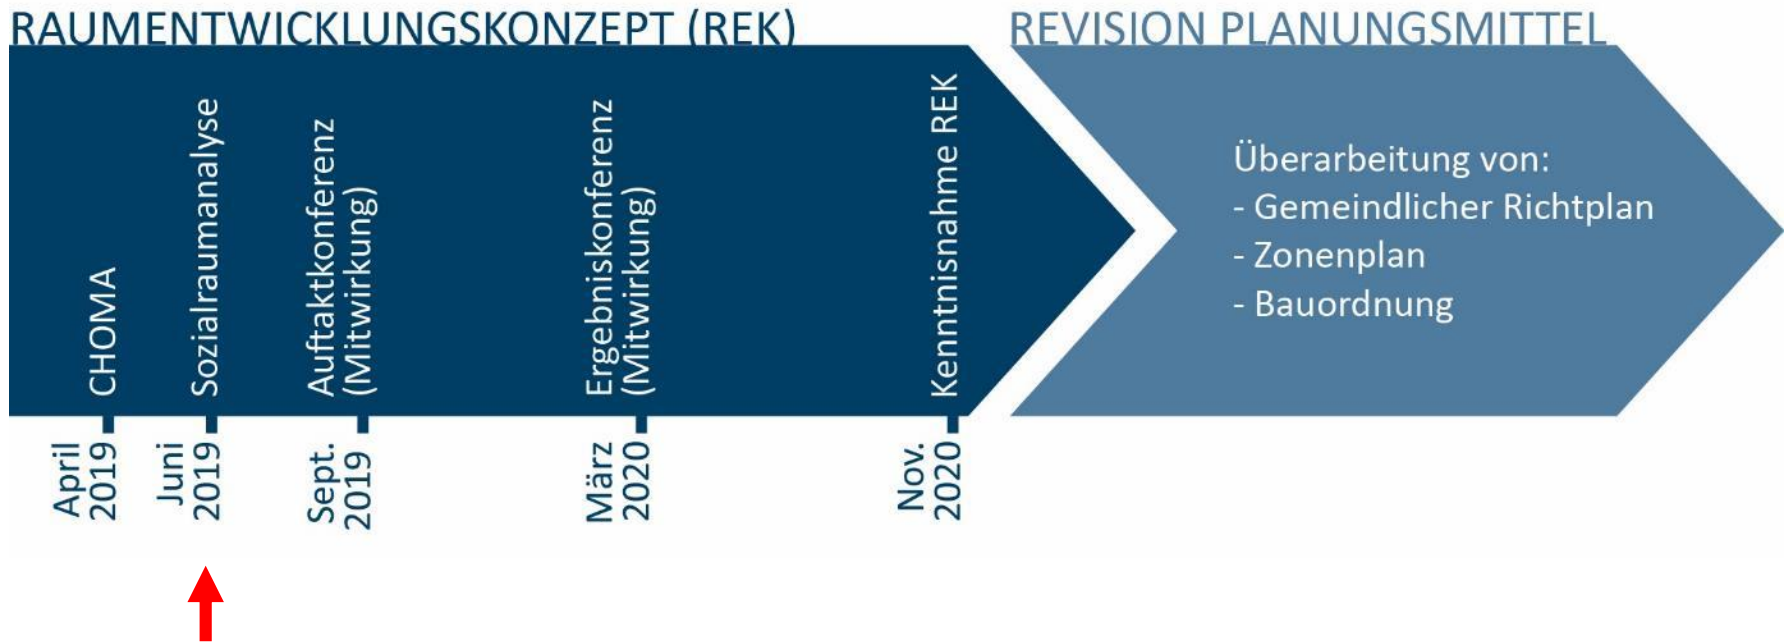 RAUMENTWICKLUNGSKONZEPT (REK)
REVISION PLANUNGSMITTEL
CHOMA
Sozialraumanalyse
Auftaktkonferenz
(Mitwirkung)
Ergebniskonferenz
(Mitwirkung)
Kenntnisnahme REK
Überarbeitung von:
- Gemeindlicher Richtplan
- Zonenplan
- Bauordnung
April
2019
Juni
2019
Sept.
2019
März
2020
Nov.
2020